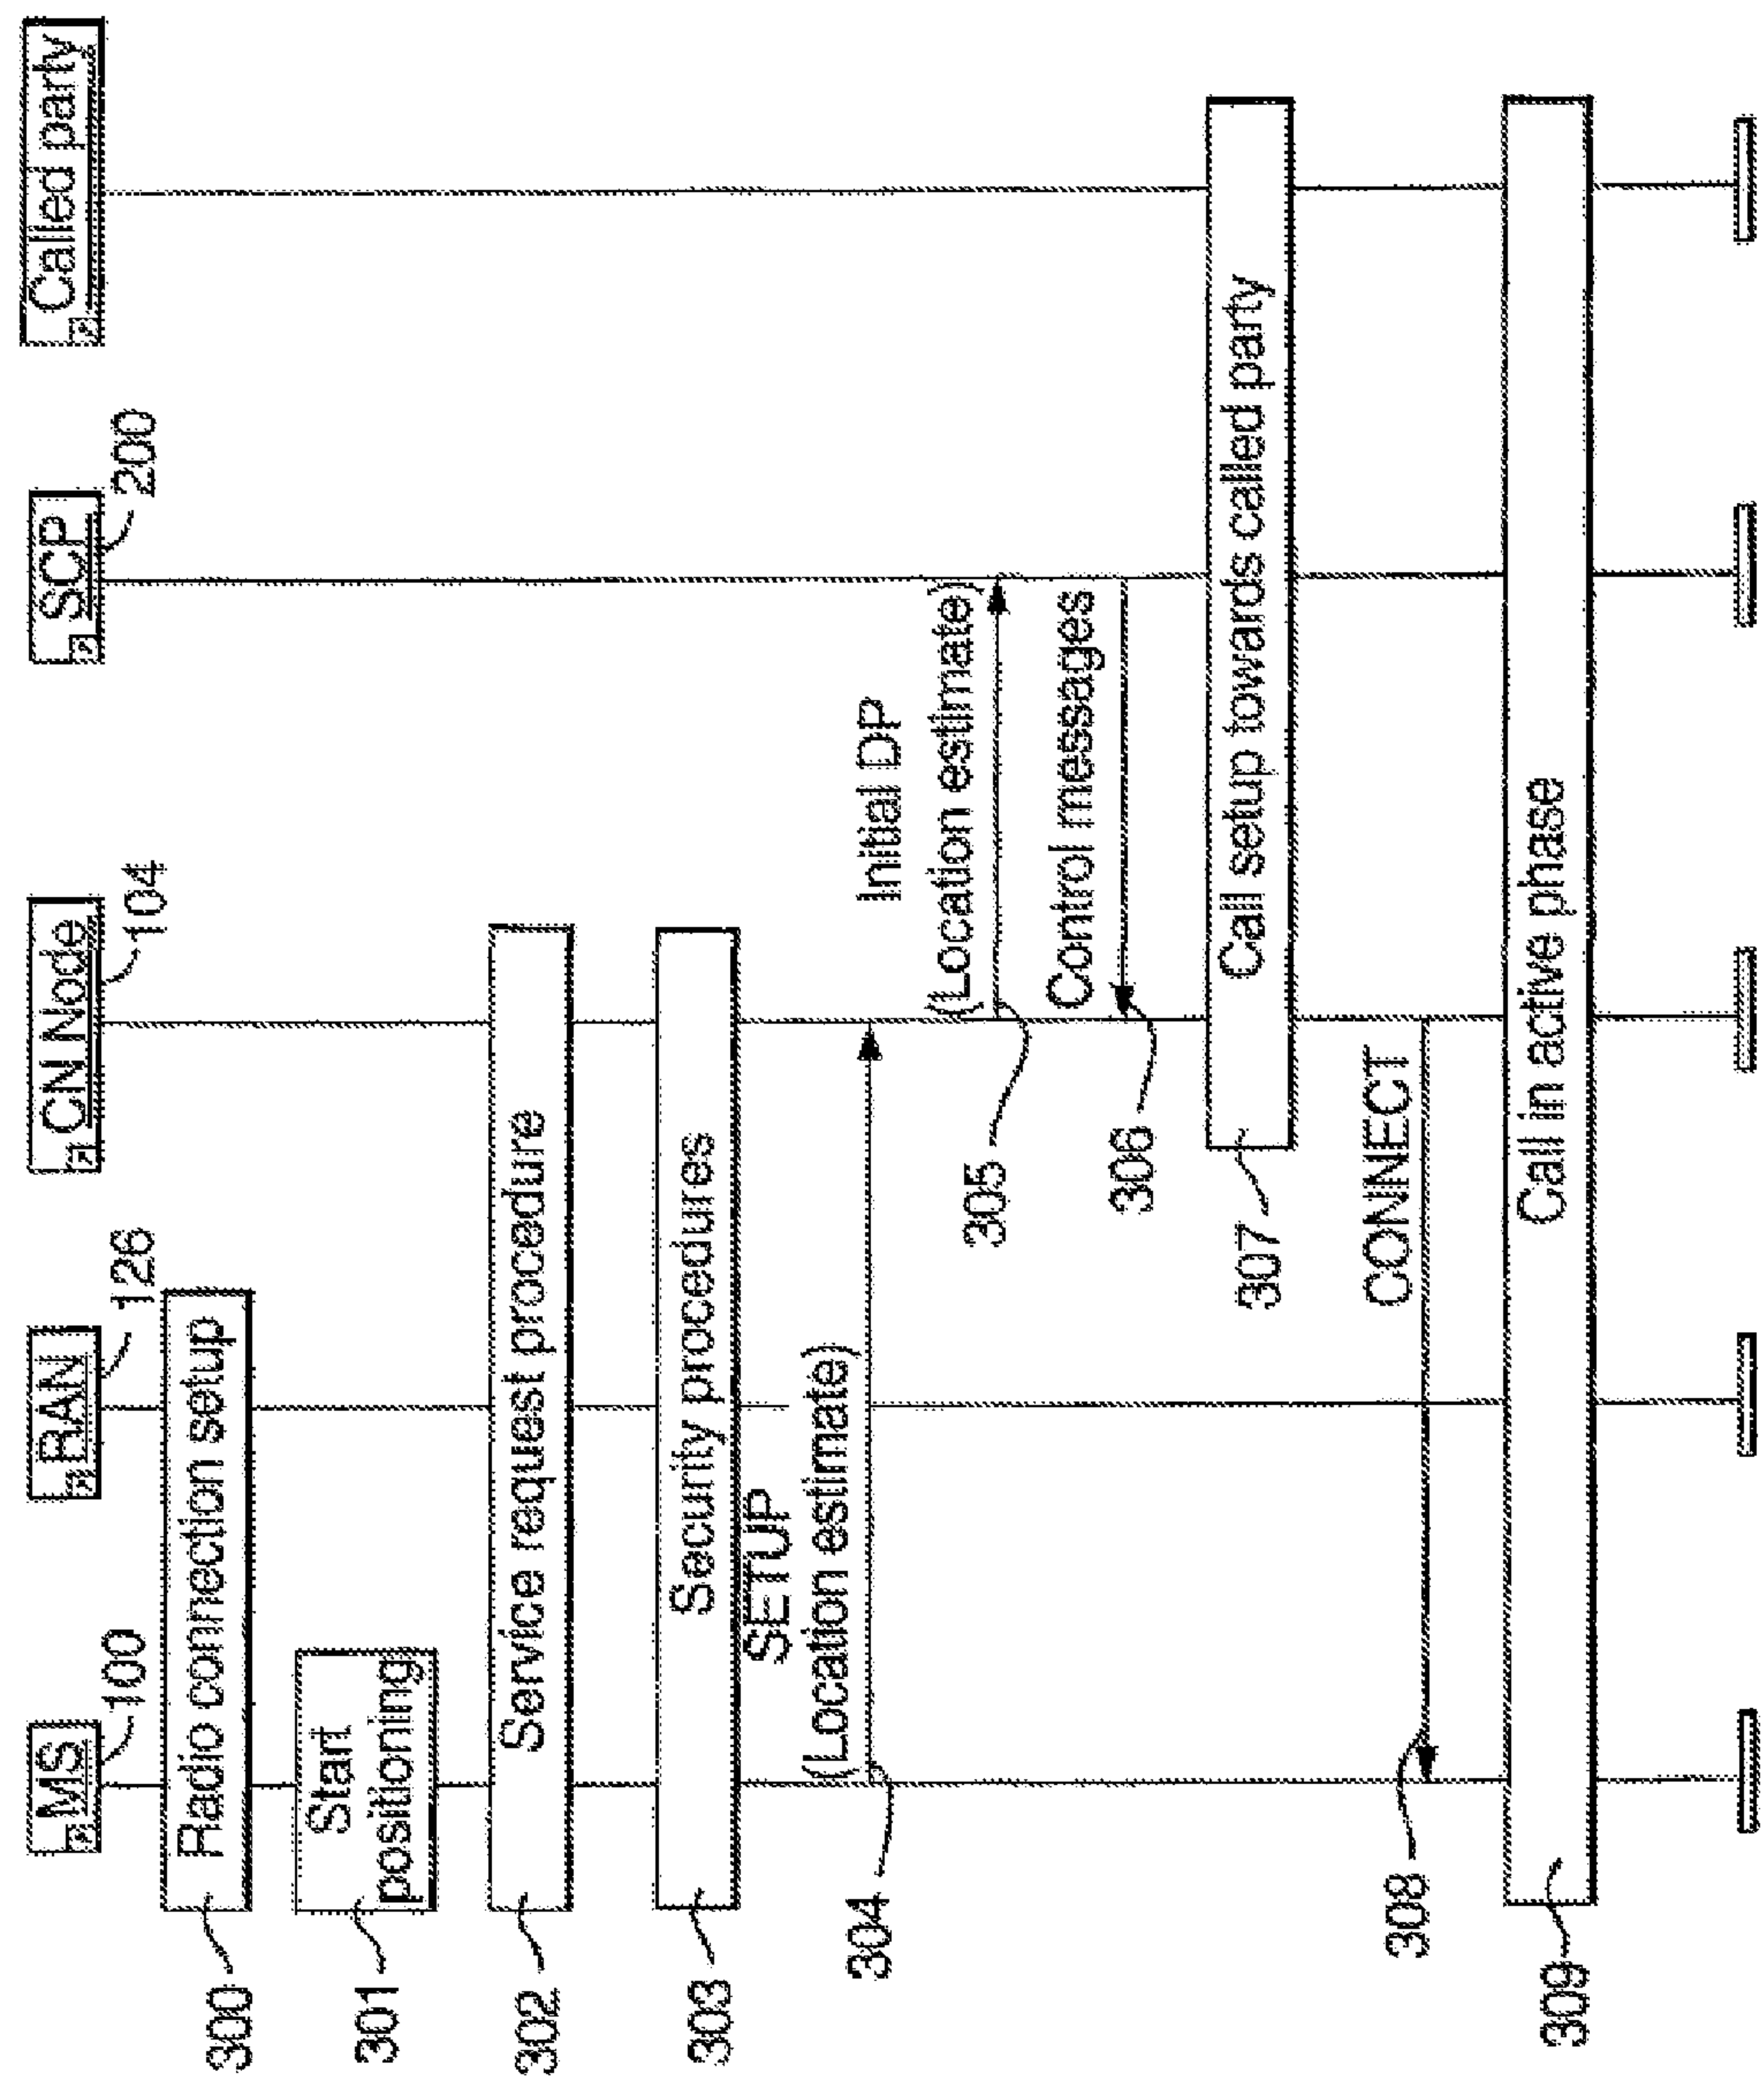 MS
100
RAN
126
CN Node
104
SCP
200
Called party
300
Radio connection setup
301
Start
positioning
302
Service request procedure
303
Security procedures
SETUP
(Location estimate)
304
Initial DP
(Location estimate)
305
Control messages
306
307
Call setup towards called party
CONNECT
308
309
Call in active phase